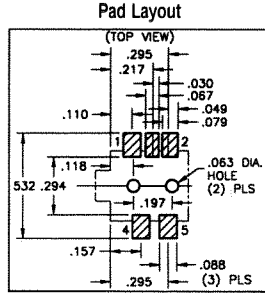 Pad Layout
(TOP VIEW)
.295
.217
.030
.067
.110
.049
.079
1
2
.118
.063 DIA.
HOLE
(2) PLS
532 .294
.197
4
5
.157
.088
(3) PLS
.295